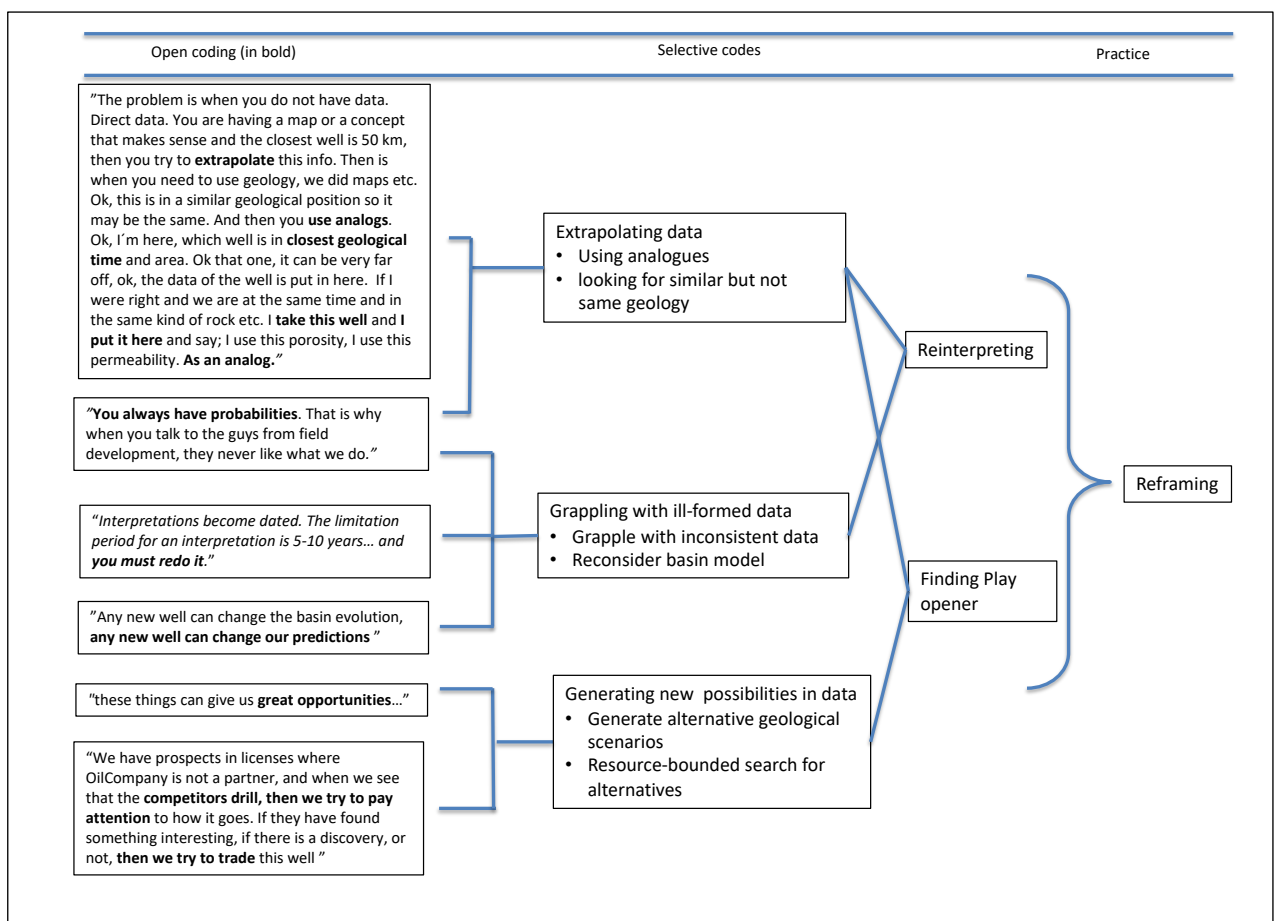 Open coding (in bold)
Selective codes
Practice
"The problem is when you do not have data.
Direct data. You are having a map or a concept
that makes sense and the closest well is 50 km,
then you try to extrapolate this info. Then is
when you need to use geology, we did maps etc.
Ok, this is in a similar geological position so it
may be the same. And then you use analogs.
Ok, I´m here, which well is in closest geological
time and area. Ok that one, it can be very far
off, ok, the data of the well is put in here.  If I
were right and we are at the same time and in
the same kind of rock etc. I take this well and I
put it here and say; I use this porosity, I use this
permeability. As an analog."
"You always have probabilities. That is why
when you talk to the guys from field
development, they never like what we do."
“Interpretations become dated. The limitation
period for an interpretation is 5-10 years… and
you must redo it.”
"Any new well can change the basin evolution,
any new well can change our predictions "
"these things can give us great opportunities…"
“We have prospects in licenses where
OilCompany is not a partner, and when we see
that the competitors drill, then we try to pay
attention to how it goes. If they have found
something interesting, if there is a discovery, or
not, then we try to trade this well "
Extrapolating data
• Using analogues
• looking for similar but not
same geology
Grappling with ill-formed data
• Grapple with inconsistent data
• Reconsider basin model
Generating new  possibilities in data
• Generate alternative geological
scenarios
• Resource-bounded search for
alternatives
Reinterpreting
Finding Play
opener
Reframing